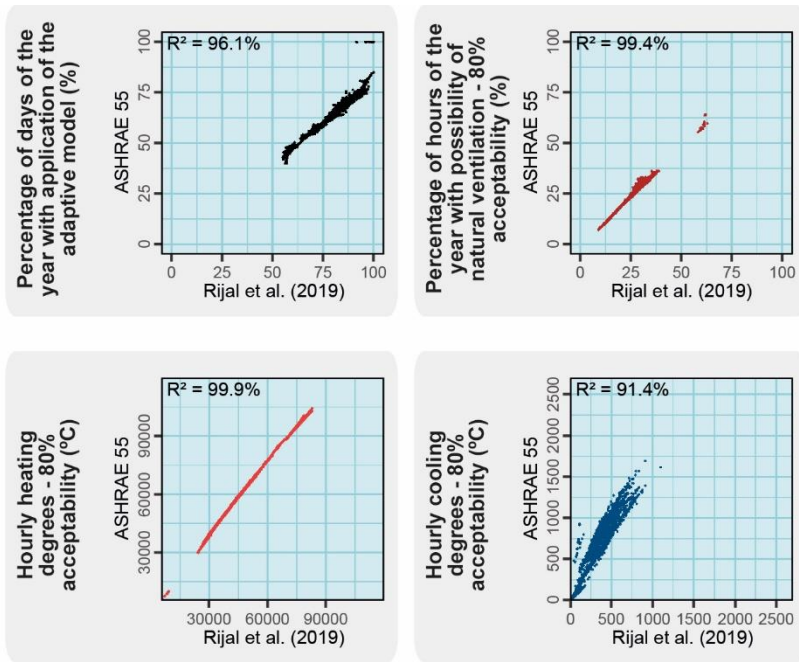 Percentage of days of the
year with application of the
adaptive model (%)
ASHRAE 55
R² = 96.1%
100
75
50
25
0
0
25
50
75
100
Rijal et al. (2019)
Percentage of hours of the
year with possibility of
natural ventilation - 80%
acceptability (%)
ASHRAE 55
R² = 99.4%
100
75
50
25
0
0
25
50
75
100
Rijal et al. (2019)
Hourly heating
degrees - 80%
acceptability (ºC)
ASHRAE 55
R² = 99.9%
90000
60000
30000
30000
60000
90000
Rijal et al. (2019)
Hourly cooling
degrees - 80%
acceptability (ºC)
ASHRAE 55
R² = 91.4%
2500
2000
1500
1000
500
0
0
500
1000
1500
2000
2500
Rijal et al. (2019)